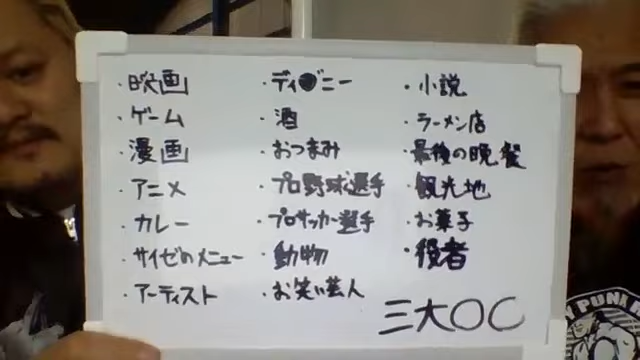 ・映画
・ゲーム
・漫画
・アニメ
・カレー
・サイゼのメニュー
・アーティスト
・ディ●ニー
・酒
・おつまみ
・プロ野球選手
・プロサッカー選手
・動物
・お笑い芸人
・小説
・ラーメン店
・最後の晩餐
・観光地
・お菓子
・役者
三大〇〇
PUNK